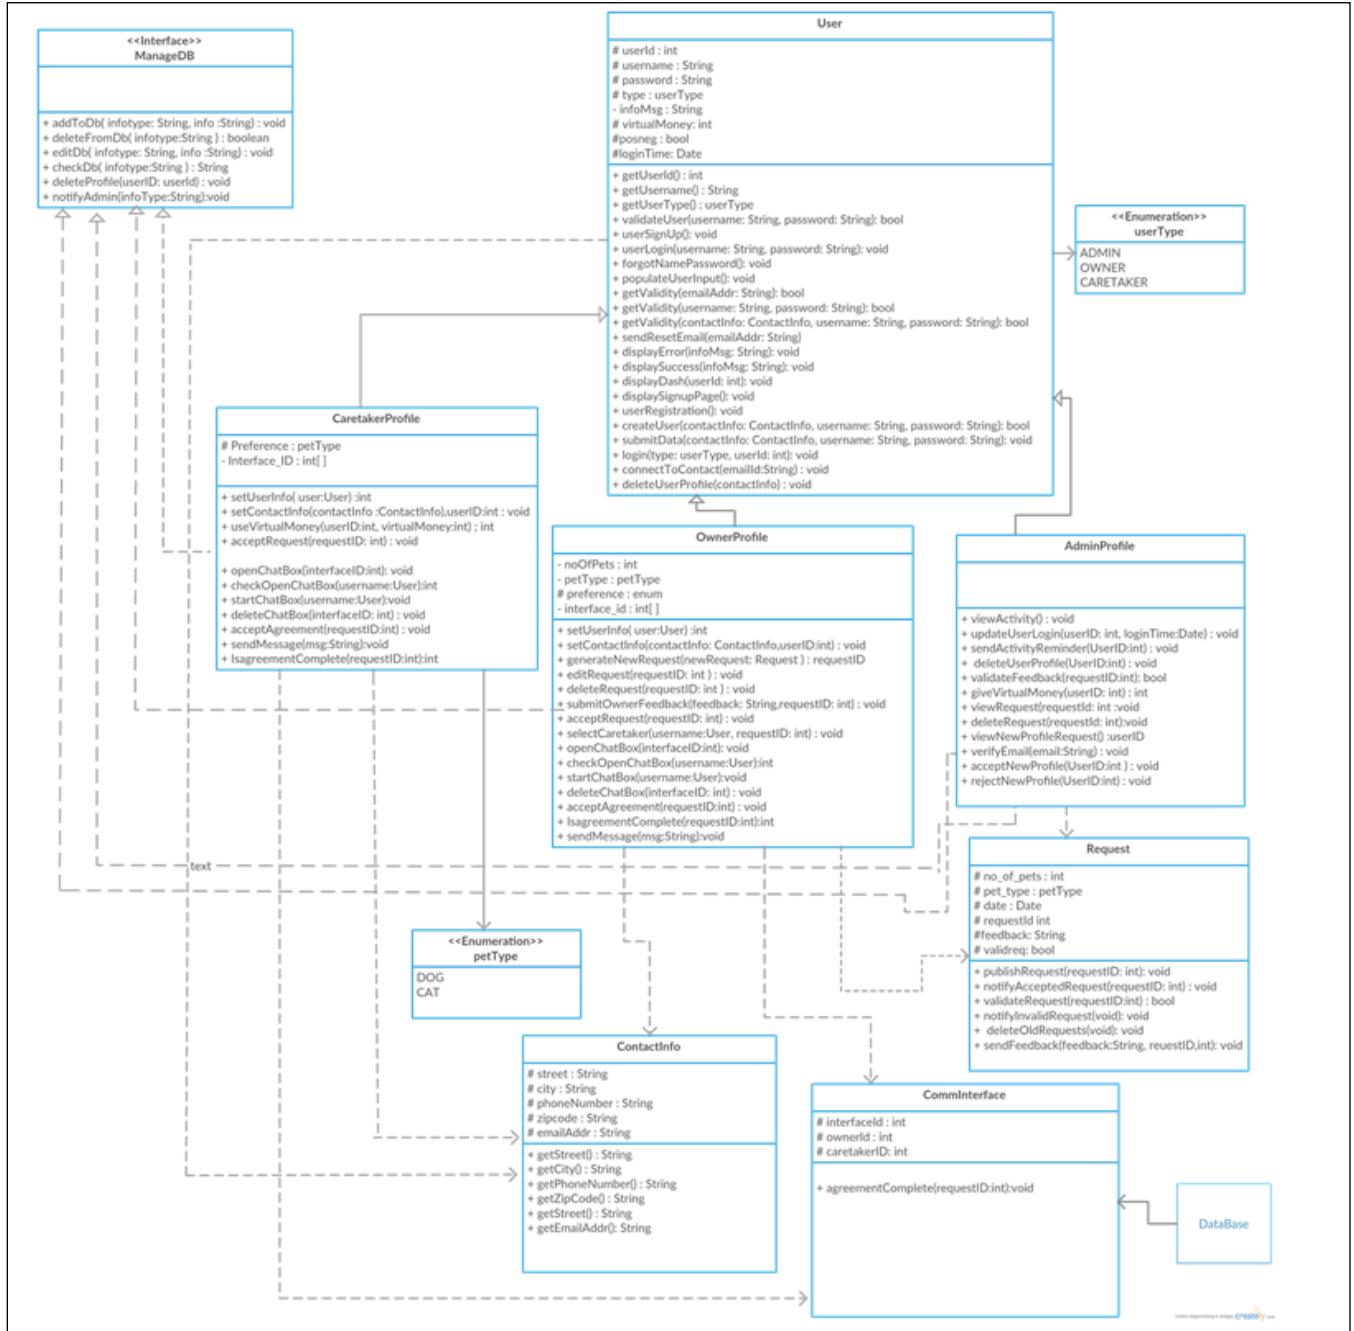 <<Interface>>
ManageDB
+ addToDb( infotype: String, info :String) : void
+ deleteFromDb( infotype:String ) : boolean
+ editDb( infotype: String, info :String) : void
+ checkDb( infotype:String ) : String
+ deleteProfile(userID: userId) : void
+ notifyAdmin(infoType:String):void
User
# userId : int
# username : String
# password : String
# type : userType
- infoMsg : String
# virtualMoney: int
#posneg : bool
#loginTime: Date
+ getUserId() : int
+ getUsername() : String
+ getUserType() : userType
+ validateUser(username: String, password: String): bool
+ userSignUp(): void
+ userLogin(username: String, password: String): void
+ forgotNamePassword(): void
+ populateUserInput(): void
+ getValidity(emailAddr: String): bool
+ getValidity(username: String, password: String): bool
+ getValidity(contactInfo: ContactInfo, username: String, password: String): bool
+ sendResetEmail(emailAddr: String)
+ displayError(infoMsg: String): void
+ displaySuccess(infoMsg: String): void
+ displayDash(userId: int): void
+ displaySignupPage(): void
+ userRegistration(): void
+ createUser(contactInfo: ContactInfo, username: String, password: String): bool
+ submitData(contactInfo: ContactInfo, username: String, password: String): void
+ login(type: userType, userId: int): void
+ connectToContact(emailId:String) : void
+ deleteUserProfile(contactInfo) : void
<<Enumeration>>
userType
ADMIN
OWNER
CARETAKER
CaretakerProfile
# Preference : petType
- Interface_ID : int[ ]
+ setUserInfo( user:User) :int
+ setContactInfo(contactInfo :ContactInfo),userID:int : void
+ useVirtualMoney(userID:int, virtualMoney:int) ; int
+ acceptRequest(requestID: int) : void
+ openChatBox(interfaceID:int): void
+ checkOpenChatBox(username:User):int
+ startChatBox(username:User):void
+ deleteChatBox(interfaceID: int) : void
+ acceptAgreement(requestID:int) : void
+ sendMessage(msg:String):void
+ IsagreementComplete(requestID:int):int
OwnerProfile
- noOfPets : int
- petType : petType
# preference : enum
- interface_id : int[ ]
+ setUserInfo( user:User) :int
+ setContactInfo(contactInfo: ContactInfo,userID:int) : void
+ generateNewRequest(newRequest: Request ) : requestID
+ editRequest(requestID: int ) : void
+ deleteRequest(requestID: int ) : void
+ submitOwnerFeedback(feedback: String,requestID: int) : void
+ acceptRequest(requestID: int) : void
+ selectCaretaker(username:User, requestID: int) : void
+ openChatBox(interfaceID:int): void
+ checkOpenChatBox(username:User):int
+ startChatBox(username:User):void
+ deleteChatBox(interfaceID: int) : void
+ acceptAgreement(requestID:int) : void
+ IsagreementComplete(requestID:int):int
+ sendMessage(msg:String):void
AdminProfile
+ viewActivity() : void
+ updateUserLogin(userID: int, loginTime:Date) : void
+ sendActivityReminder(UserID:int) : void
+ deleteUserProfile(UserID:int) : void
+ validateFeedback(requestID:int): bool
+ giveVirtualMoney(userID: int) : int
+ viewRequest(requestId: int :void
+ deleteRequest(requestId: int):void
+ viewNewProfileRequest() :userID
+ verifyEmail(email:String) : void
+ acceptNewProfile(UserID:int ) : void
+ rejectNewProfile(UserID:int) : void
text
Request
# no_of_pets : int
# pet_type : petType
# date : Date
# requestId int
#feedback: String
# validreq: bool
+ publishRequest(requestID: int): void
+ notifyAcceptedRequest(requestID: int) : void
+ validateRequest(requestID:int) : bool
+ notifyInvalidRequest(void): void
+ deleteOldRequests(void): void
+ sendFeedback(feedback:String, reuestID,int): void
<<Enumeration>>
petType
DOG
CAT
ContactInfo
# street : String
# city : String
# phoneNumber : String
# zipcode : String
# emailAddr : String
+ getStreet() : String
+ getCity() : String
+ getPhoneNumber() : String
+ getZipCode() : String
+ getStreet() : String
+ getEmailAddr(): String
CommInterface
# interfaceId : int
# ownerId : int
# caretakerID: int
+ agreementComplete(requestID:int):void
DataBase
creately